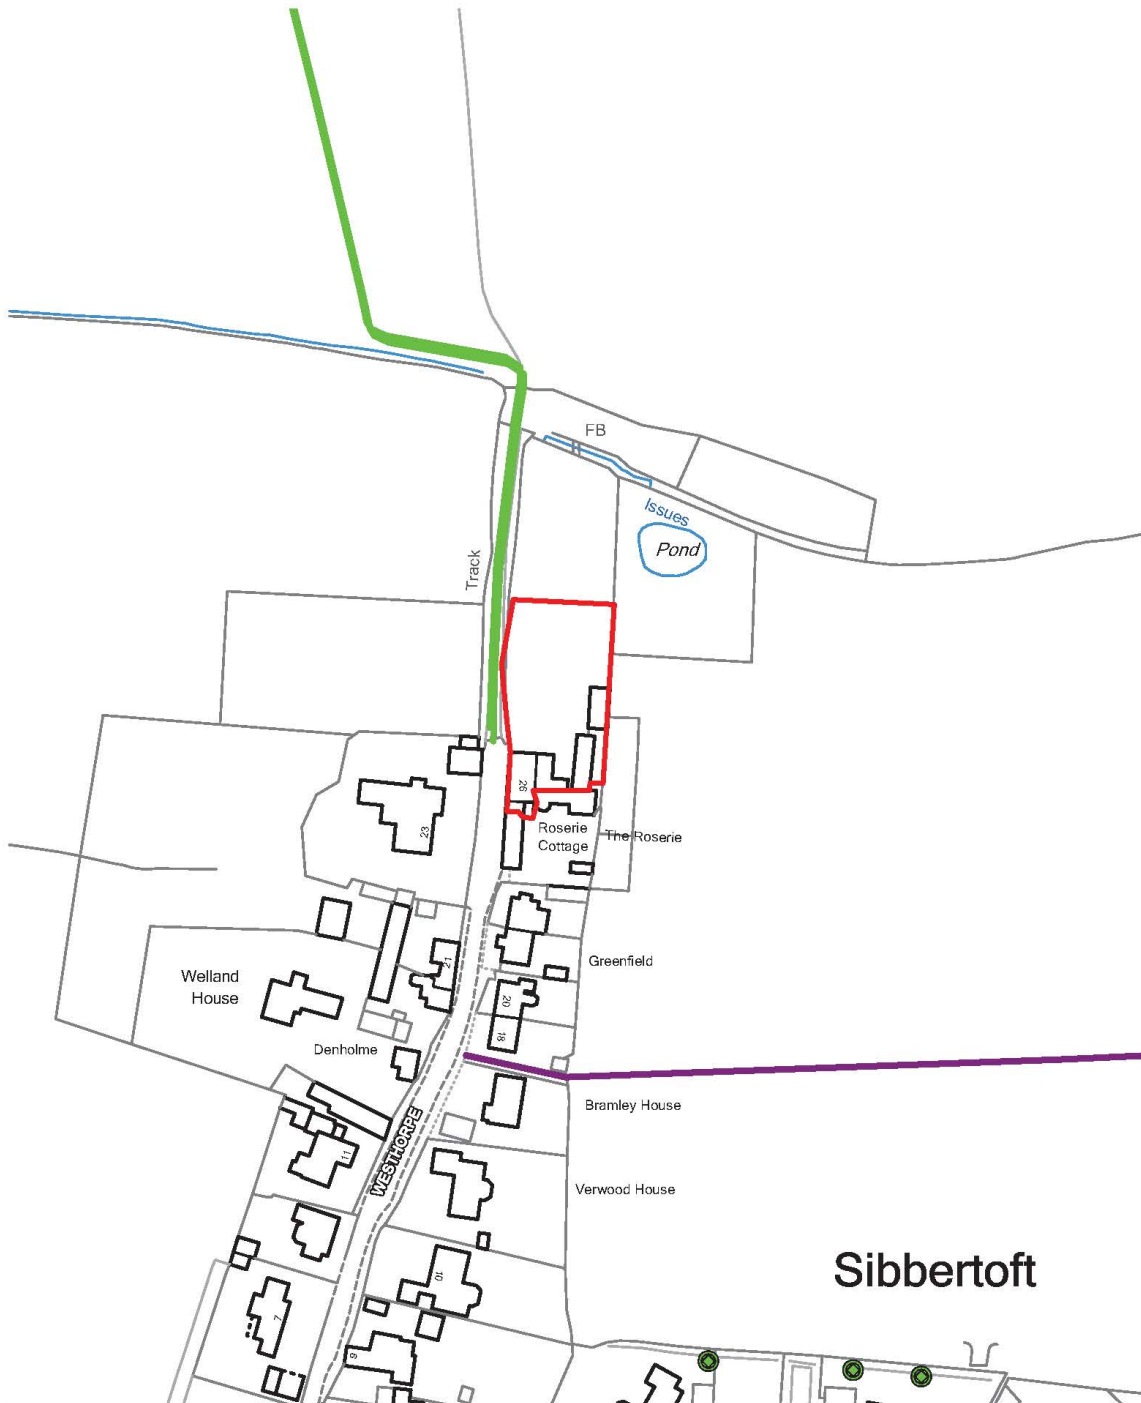 FB
Issues
Pond
Track
26
23
Roserie
Cottage
The Roserie
21
Greenfield
Welland
House
20
18
Denholme
Bramley House
WESTHORPE
11
Verwood House
Sibbertoft
10
7
9